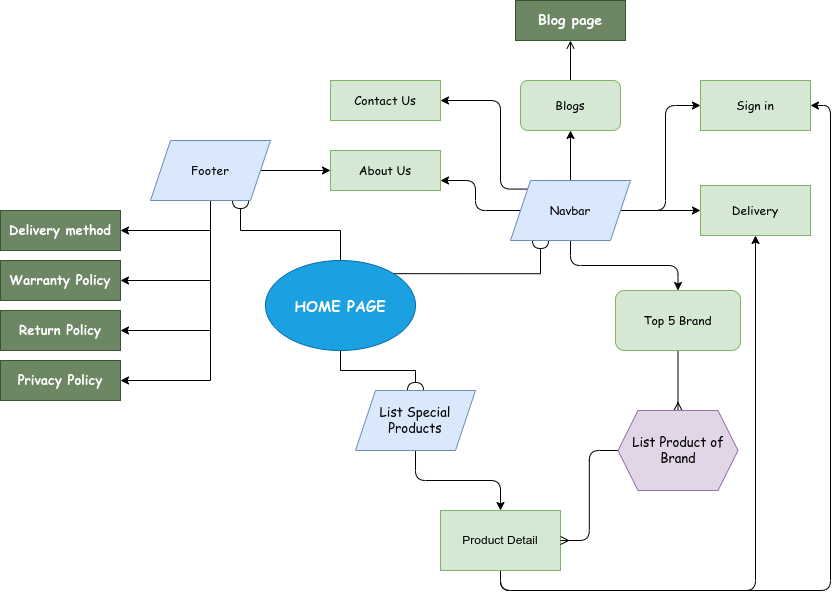 Blog page
Contact Us
Blogs
Sign in
Footer
About Us
Navbar
Delivery
Delivery method
Warranty Policy
Return Policy
Privacy Policy
HOME PAGE
Top 5 Brand
List Special
Products
List Product of
Brand
Product Detail